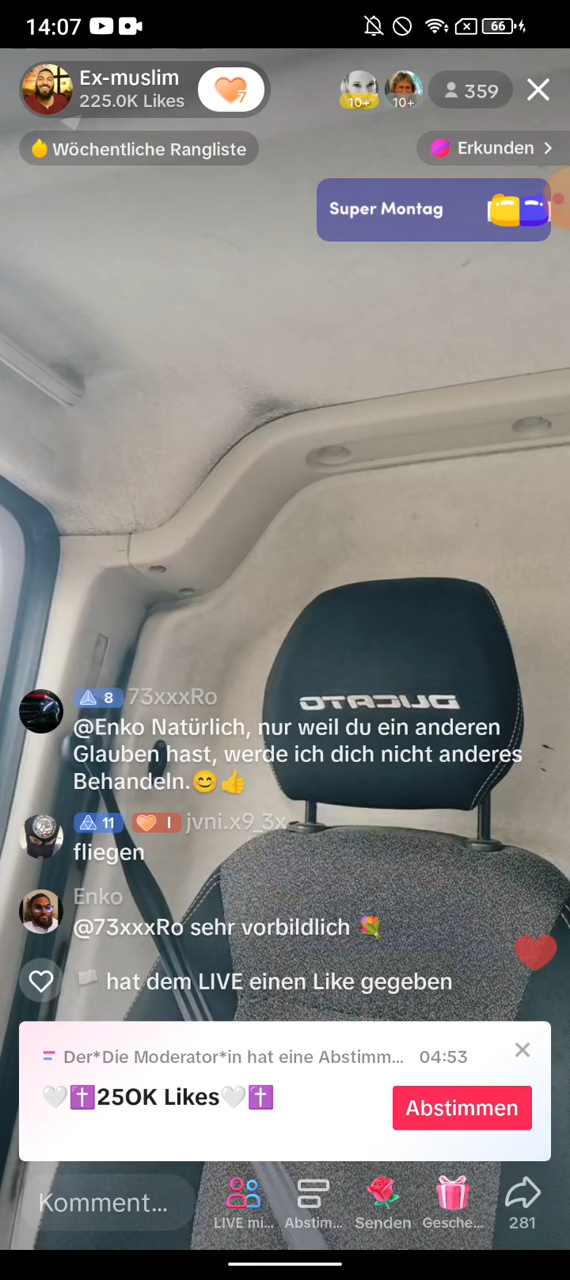 14:07
66
Ex-muslim
225.0K Likes
7
10+
10+
359
Wöchentliche Rangliste
Erkunden
Super Montag
DUCATO
8 73xxxRo
@Enko Natürlich, nur weil du ein anderen
Glauben hast, werde ich dich nicht anderes
Behandeln.😊👍
11 I jvni.x9_3x
fliegen
Enko
@73xxxRo sehr vorbildlich 💐
hat dem LIVE einen Like gegeben
Der*Die Moderator*in hat eine Abstimm... 04:53
🤍✝️25OK Likes🤍✝️
Abstimmen
Komment...
LIVE mi...
Abstim...
Senden
Gesche...
281